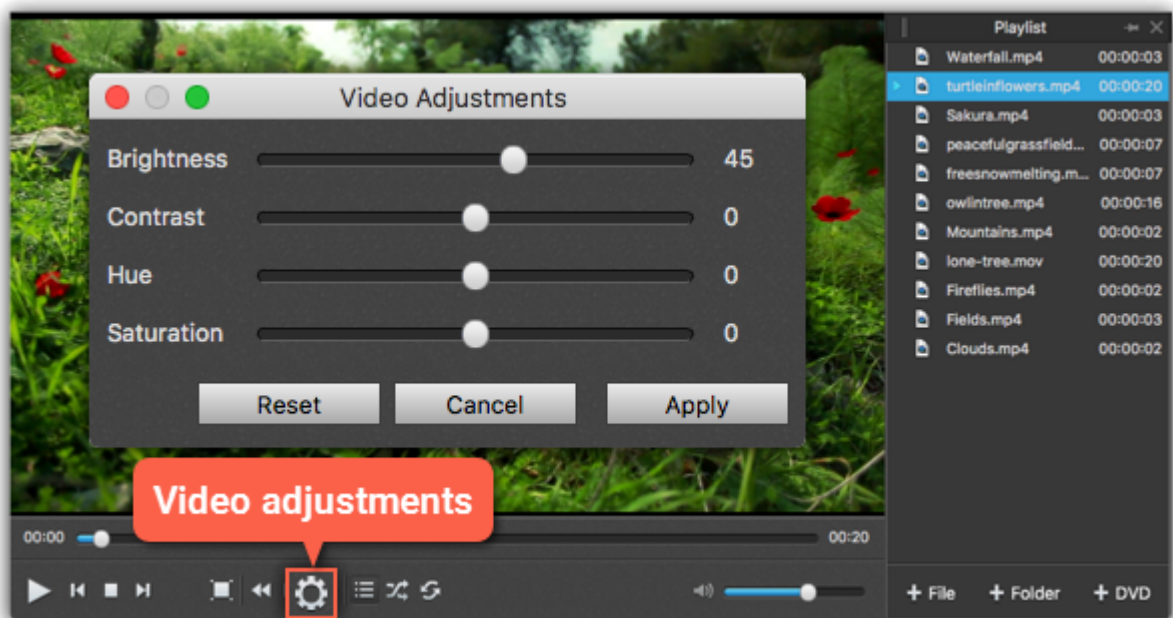 Playlist
Waterfall.mp4 00:00:03
turtleinflowers.mp4 00:00:20
Sakura.mp4 00:00:03
peacefulgrassfield... 00:00:07
freesnowmelting.m... 00:00:07
owlintree.mp4 00:00:16
Mountains.mp4 00:00:02
lone-tree.mov 00:00:20
Fireflies.mp4 00:00:02
Fields.mp4 00:00:03
Clouds.mp4 00:00:02
Video Adjustments
Brightness 45
Contrast 0
Hue 0
Saturation 0
Reset Cancel Apply
Video adjustments
00:00 00:20
+ File + Folder + DVD